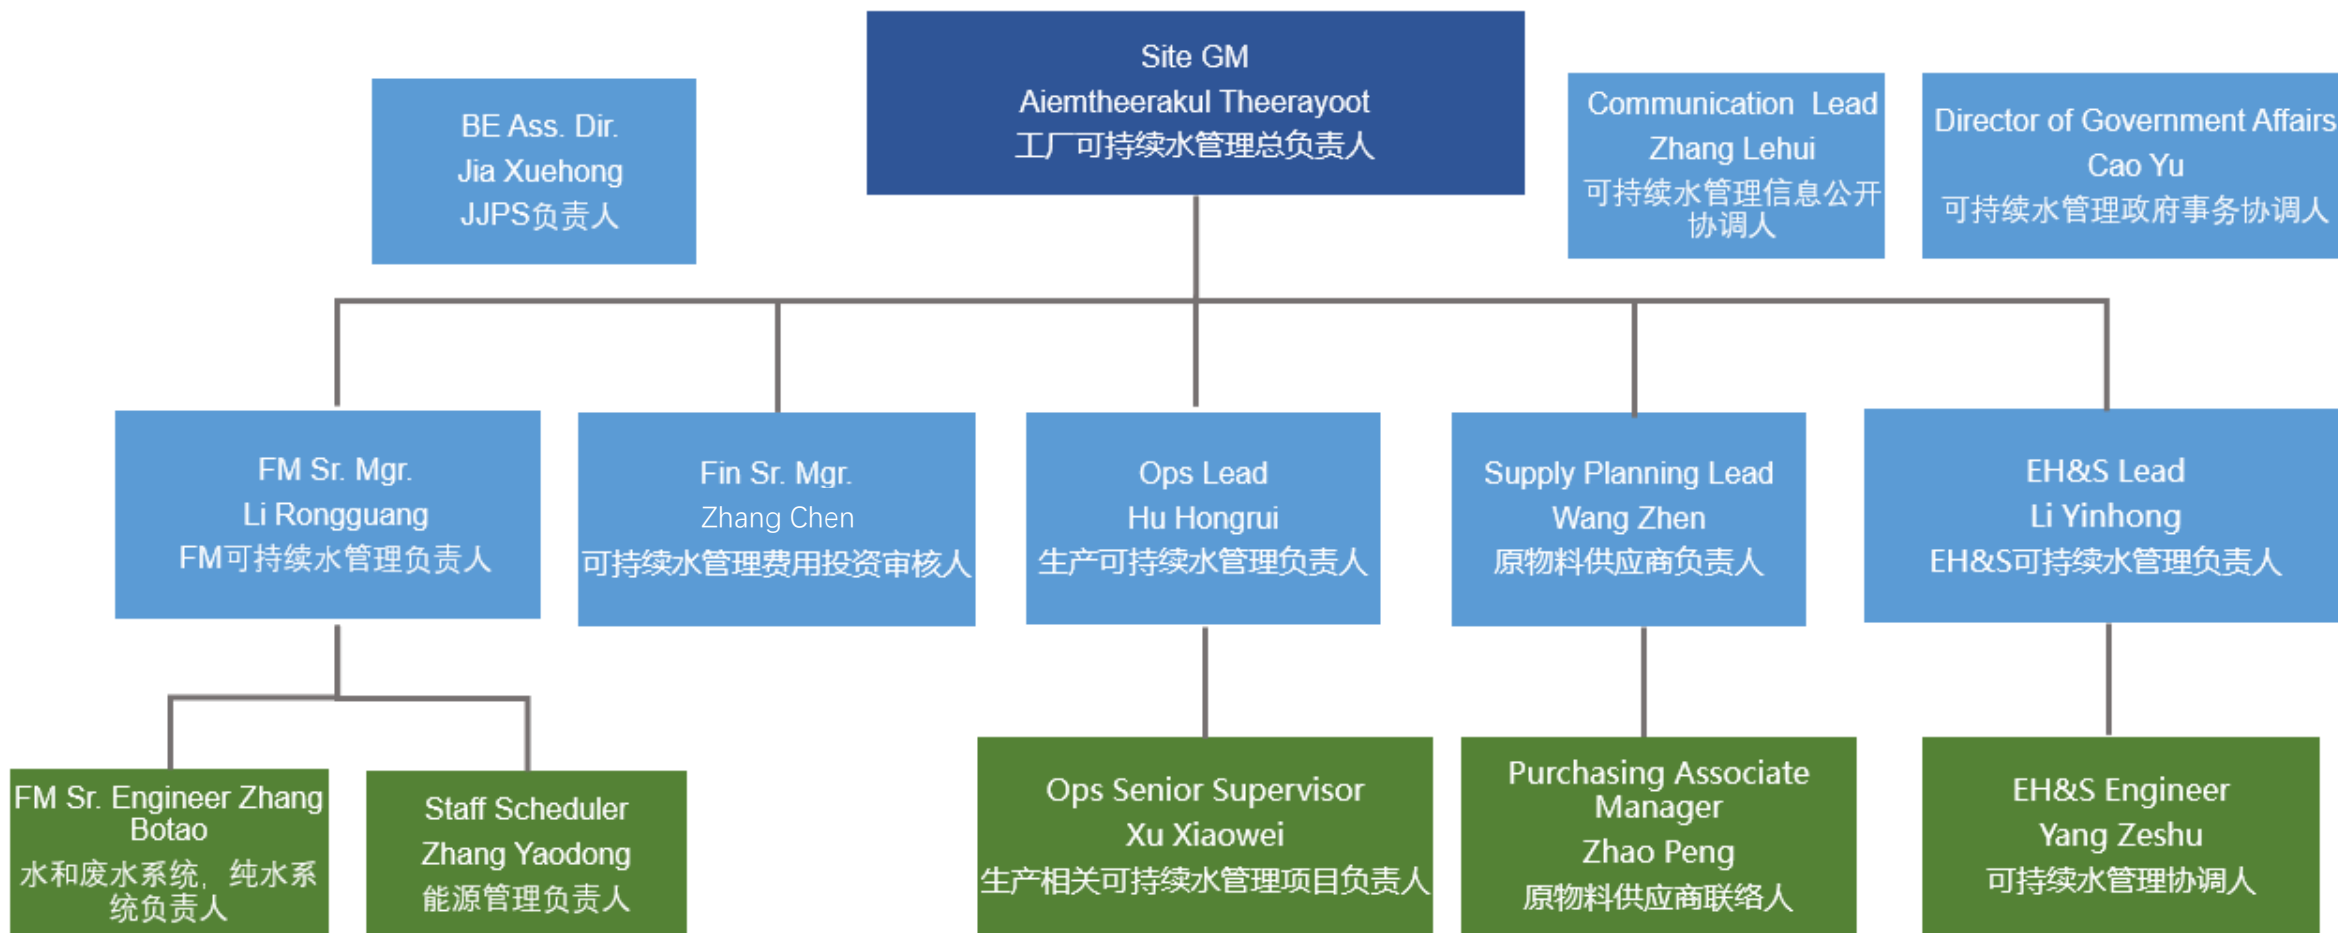 Site GM
Aiemtheerakul Theerayoot
工厂可持续水管理总负责人
BE Ass. Dir.
Jia Xuehong
JJPS负责人
Communication Lead
Zhang Lehui
可持续水管理信息公开
协调人
Director of Government Affairs
Cao Yu
可持续水管理政府事务协调人
FM Sr. Mgr.
Li Rongguang
FM可持续水管理负责人
Fin Sr. Mgr.
Zhang Chen
可持续水管理费用投资审核人
Ops Lead
Hu Hongrui
生产可持续水管理负责人
Supply Planning Lead
Wang Zhen
原物料供应商负责人
EH&S Lead
Li Yinhong
EH&S可持续水管理负责人
FM Sr. Engineer Zhang
Botao
水和废水系统，纯水系
统负责人
Staff Scheduler
Zhang Yaodong
能源管理负责人
Ops Senior Supervisor
Xu Xiaowei
生产相关可持续水管理项目负责人
Purchasing Associate
Manager
Zhao Peng
原物料供应商联络人
EH&S Engineer
Yang Zeshu
可持续水管理协调人